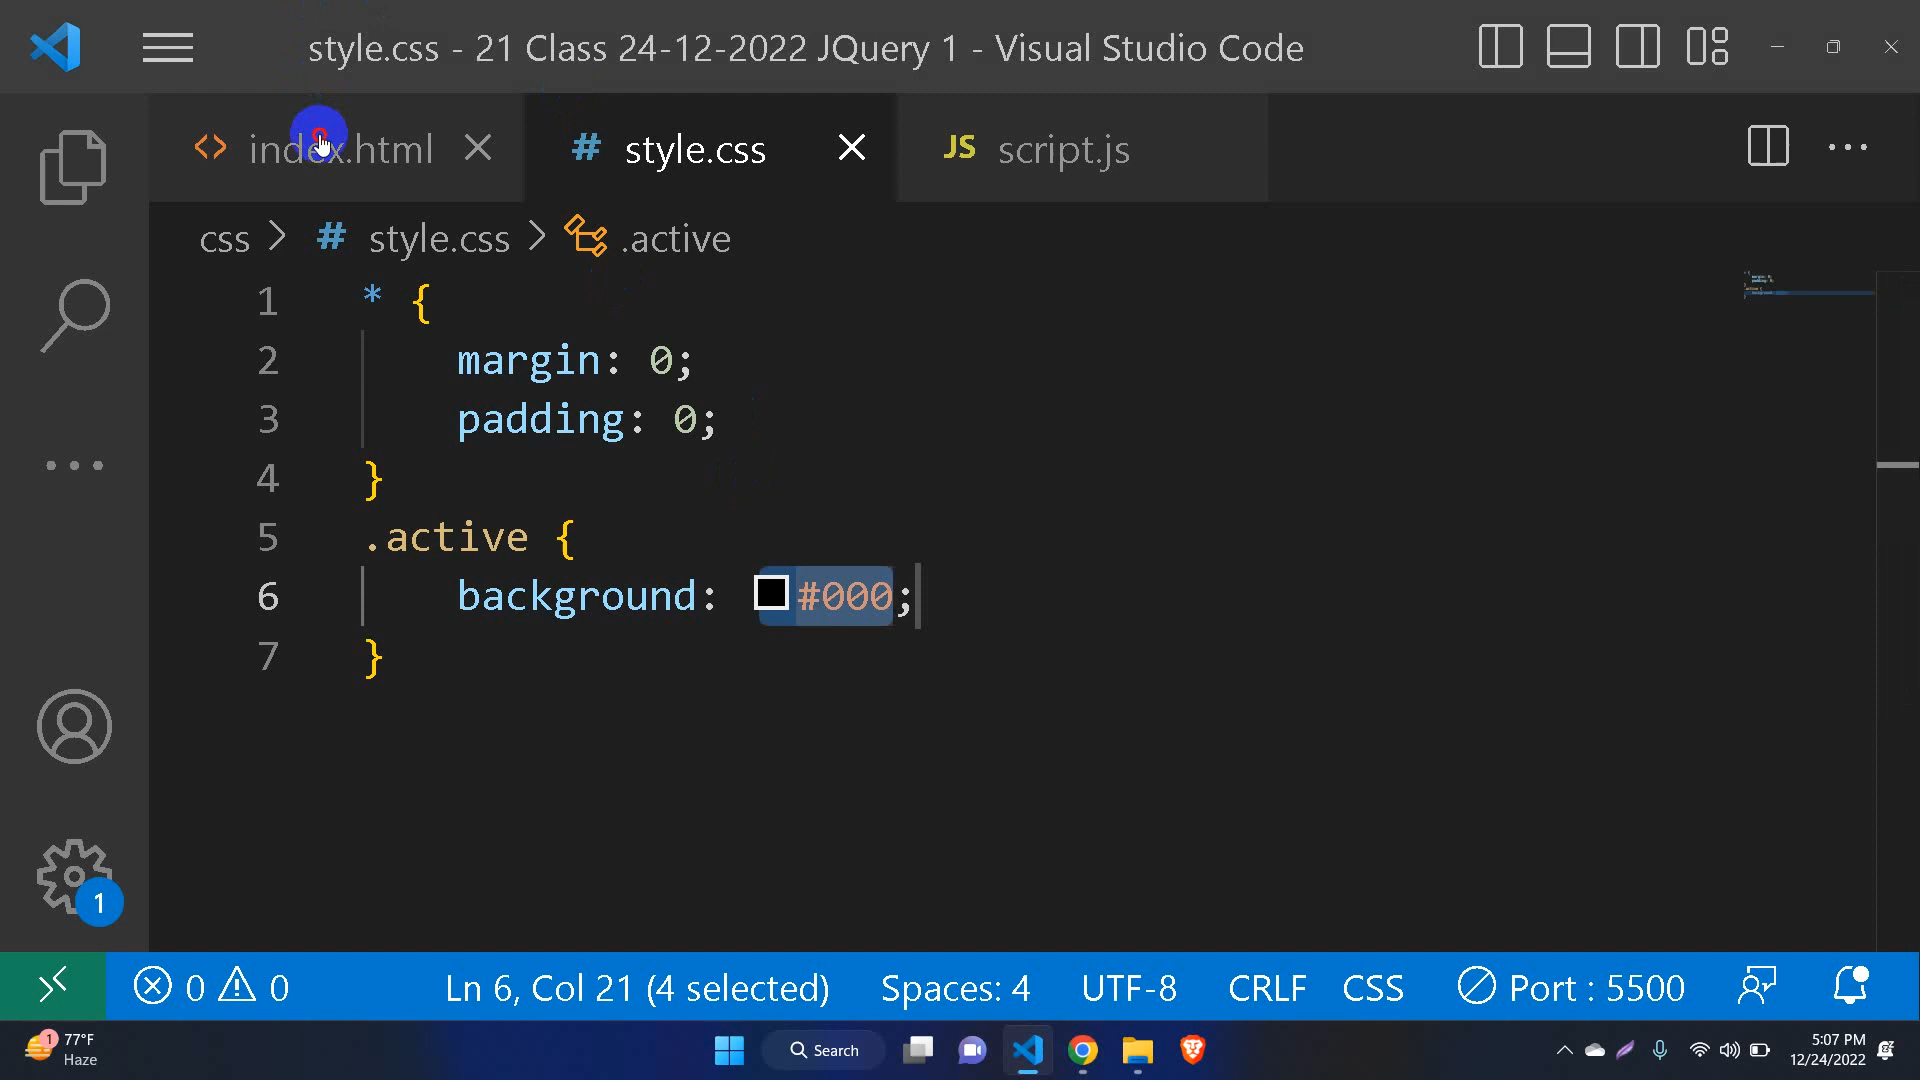 style.css - 21 Class 24-12-2022 JQuery 1 - Visual Studio Code
<> index.html
# style.css
JS script.js
css > # style.css > .active
1 * {
2 margin: 0;
3 padding: 0;
4 }
5 .active {
6 background: #000;
7 }
1
0 0
Ln 6, Col 21 (4 selected)
Spaces: 4
UTF-8
CRLF
CSS
Port : 5500
1
77°F
Haze
Search
5:07 PM
12/24/2022